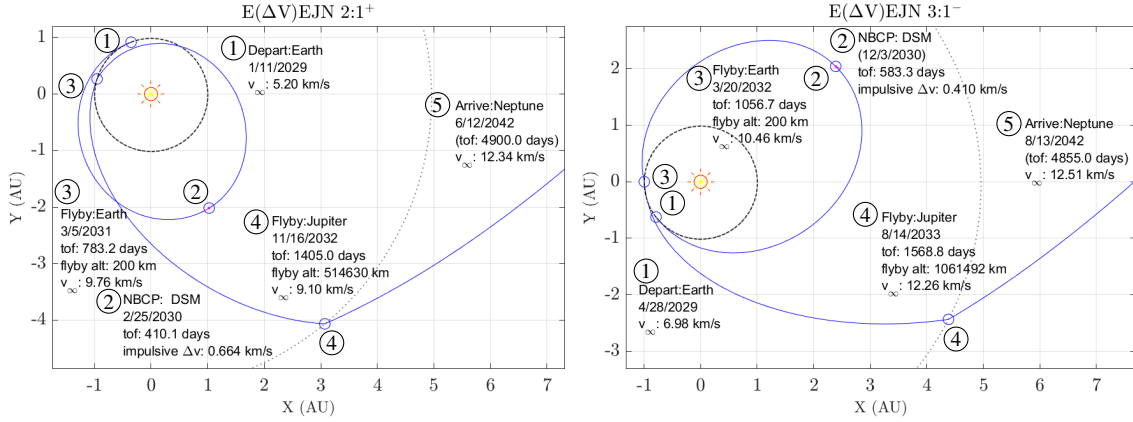 E(ΔV)EJN 2:1⁺
1
Depart:Earth
1/11/2029
v∞: 5.20 km/s
1
3
5
Arrive:Neptune
6/12/2042
(tof: 4900.0 days)
v∞: 12.34 km/s
3
Flyby:Earth
3/5/2031
tof: 783.2 days
flyby alt: 200 km
v∞: 9.76 km/s
2
4
Flyby:Jupiter
11/16/2032
tof: 1405.0 days
flyby alt: 514630 km
v∞: 9.10 km/s
2
NBCP: DSM
2/25/2030
tof: 410.1 days
impulsive Δv: 0.664 km/s
4
1
0
-1
-2
-3
-4
Y (AU)
-1 0 1 2 3 4 5 6 7
X (AU)
E(ΔV)EJN 3:1⁻
2
NBCP: DSM
(12/3/2030)
tof: 583.3 days
impulsive Δv: 0.410 km/s
2
3
Flyby:Earth
3/20/2032
tof: 1056.7 days
flyby alt: 200 km
v∞: 10.46 km/s
5
Arrive:Neptune
8/13/2042
(tof: 4855.0 days)
v∞: 12.51 km/s
3
1
4
Flyby:Jupiter
8/14/2033
tof: 1568.8 days
flyby alt: 1061492 km
v∞: 12.26 km/s
1
Depart:Earth
4/28/2029
v∞: 6.98 km/s
4
2
1
0
-1
-2
-3
Y (AU)
-1 0 1 2 3 4 5 6 7
X (AU)